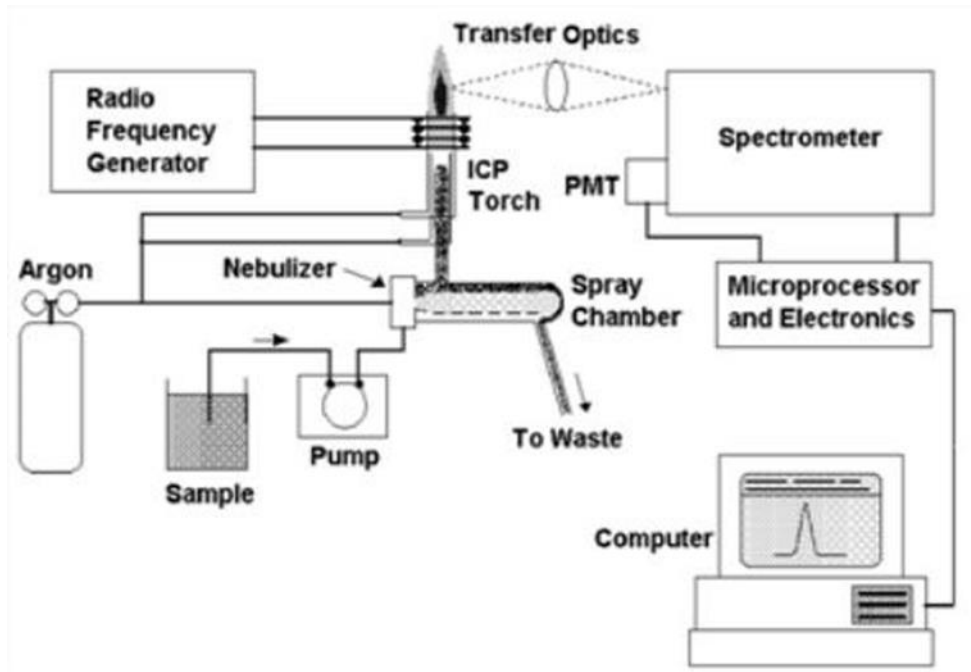 Transfer Optics
Radio
Frequency
Generator
Spectrometer
ICP
Torch
PMT
Argon
Nebulizer
Spray
Chamber
Microprocessor
and Electronics
To Waste
Pump
Sample
Computer